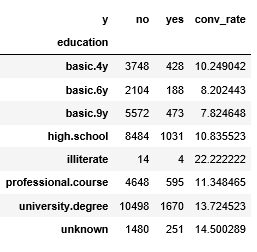 y no yes conv_rate
education
basic.4y 3748 428 10.249042
basic.6y 2104 188 8.202443
basic.9y 5572 473 7.824648
high.school 8484 1031 10.835523
illiterate 14 4 22.222222
professional.course 4648 595 11.348465
university.degree 10498 1670 13.724523
unknown 1480 251 14.500289